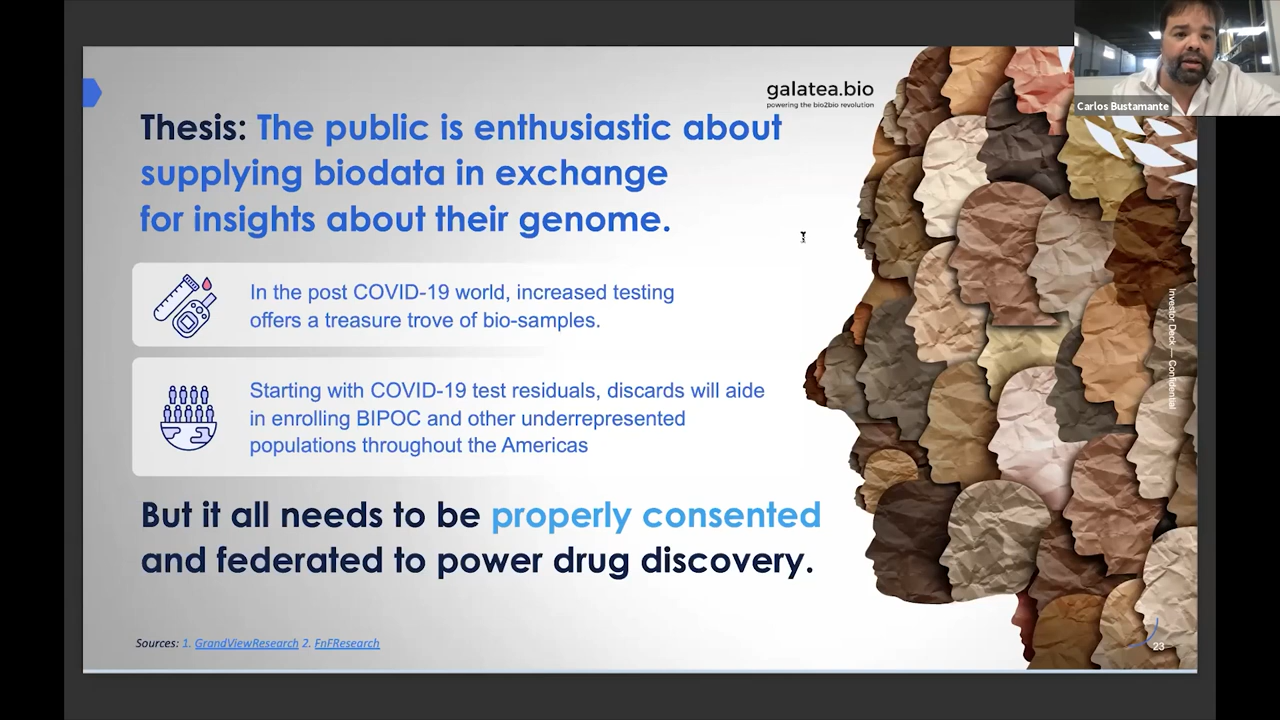 Carlos Bustamante
galatea.bio
powering the bio2bio revolution
Thesis: The public is enthusiastic about
supplying biodata in exchange
for insights about their genome.
In the post COVID-19 world, increased testing
offers a treasure trove of bio-samples.
Starting with COVID-19 test residuals, discards will aide
in enrolling BIPOC and other underrepresented
populations throughout the Americas
But it all needs to be properly consented
and federated to power drug discovery.
Investor Deck — Confidential
Sources: 1. GrandViewResearch 2. FnFResearch
23